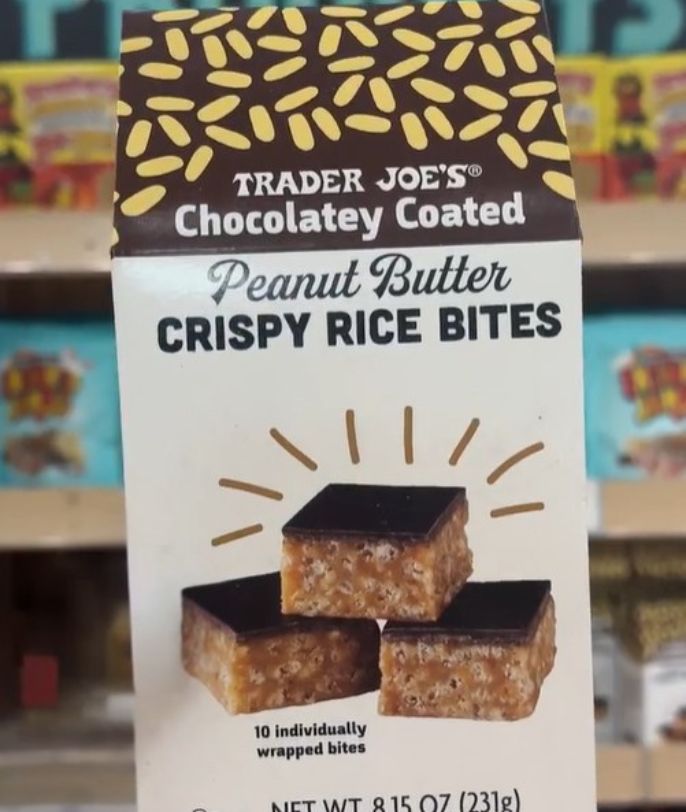 TRADER JOE'S®
Chocolatey Coated
Peanut Butter
CRISPY RICE BITES
10 individually
wrapped bites
NET WT. 8.15 OZ (231g)